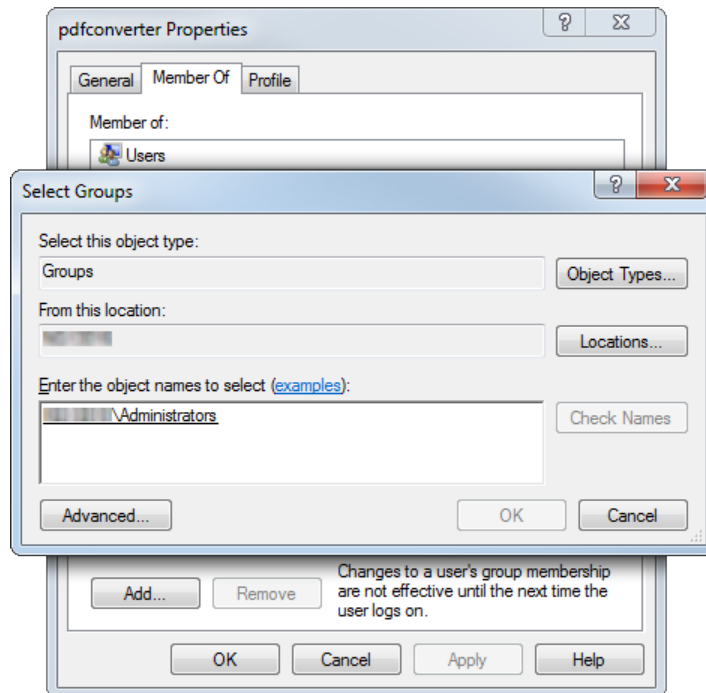 pdfconverter Properties
General Member Of Profile
Member of:
Users
Select Groups
Select this object type:
Groups
Object Types...
From this location:
Locations...
Enter the object names to select (examples):
\Administrators
Check Names
Advanced...
OK
Cancel
Add...
Remove
Changes to a user's group membership
are not effective until the next time the
user logs on.
OK
Cancel
Apply
Help